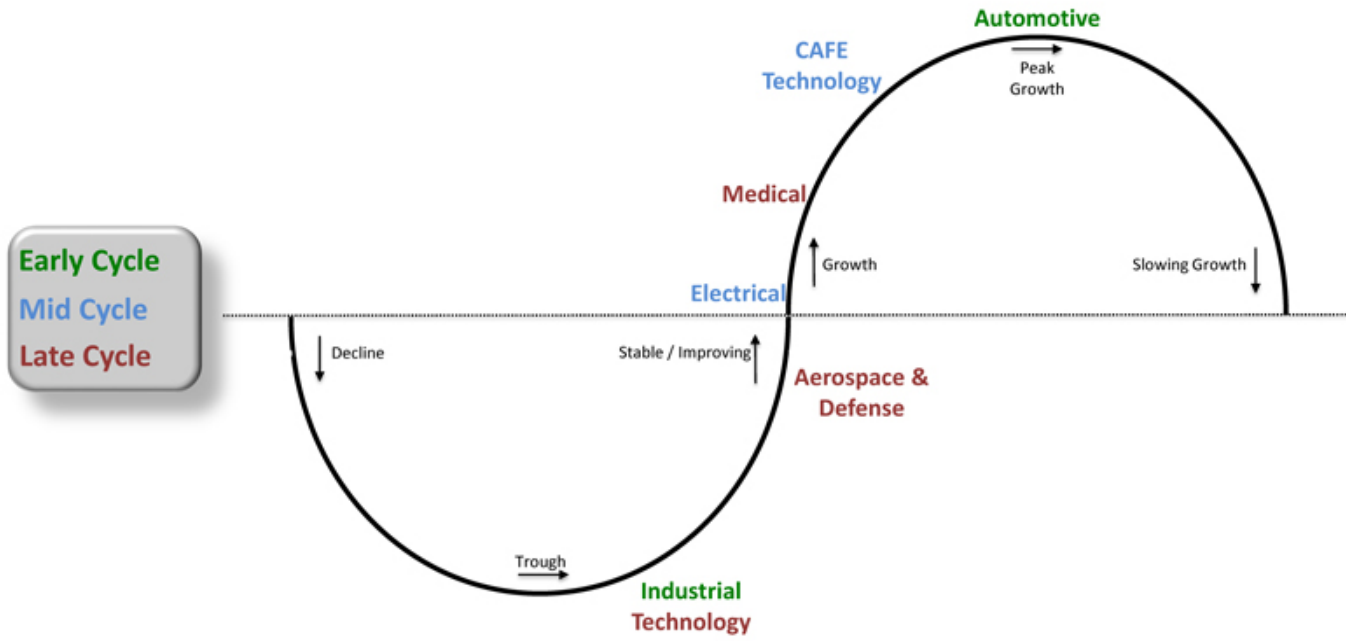 Automotive
CAFE
Technology
Peak
Growth
Medical
Early Cycle
Mid Cycle
Late Cycle
Growth
Slowing Growth
Electrical
Decline
Stable / Improving
Aerospace &
Defense
Trough
Industrial
Technology